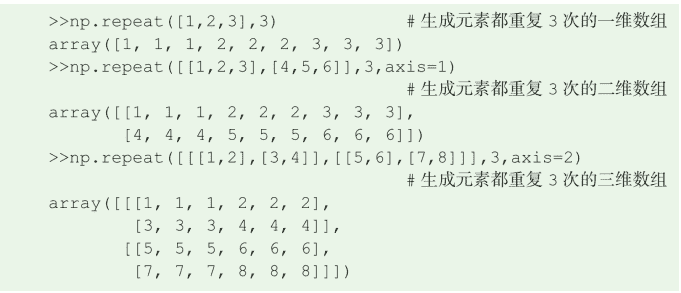 >>np.repeat([1,2,3],3) #生成元素都重复 3 次的一维数组
array([1, 1, 1, 2, 2, 2, 3, 3, 3])
>>np.repeat([[1,2,3],[4,5,6]],3,axis=1)
#生成元素都重复 3 次的二维数组
array([[1, 1, 1, 2, 2, 2, 3, 3, 3],
[4, 4, 4, 5, 5, 5, 6, 6, 6]])
>>np.repeat([[[1,2],[3,4]],[[5,6],[7,8]]],3,axis=2)
#生成元素都重复 3 次的三维数组
array([[[1, 1, 1, 2, 2, 2],
[3, 3, 3, 4, 4, 4]],
[[5, 5, 5, 6, 6, 6],
[7, 7, 7, 8, 8, 8]]])